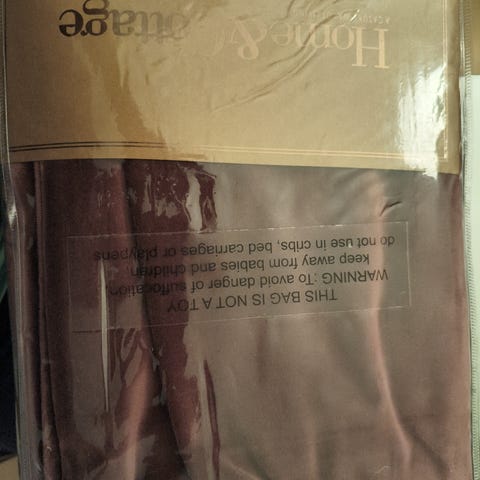 Home & Cottage
THIS BAG IS NOT A TOY
WARNING: To avoid danger of suffocation,
keep away from babies and children,
do not use in cribs, bed carriages or playpens